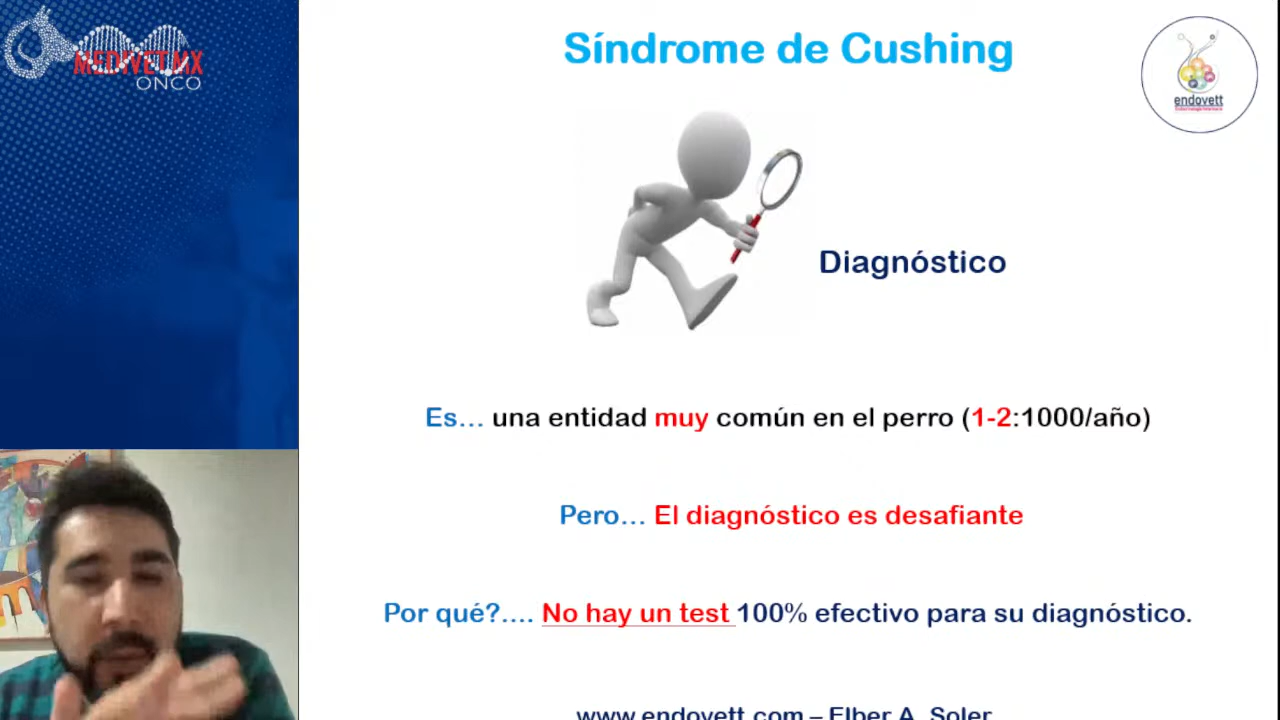 MEDIVET.MX
ONCO
Síndrome de Cushing
endovett
Diagnóstico
Es... una entidad muy común en el perro (1-2:1000/año)
Pero... El diagnóstico es desafiante
Por qué?.... No hay un test 100% efectivo para su diagnóstico.
www.endovett.com – Elber A. Soler